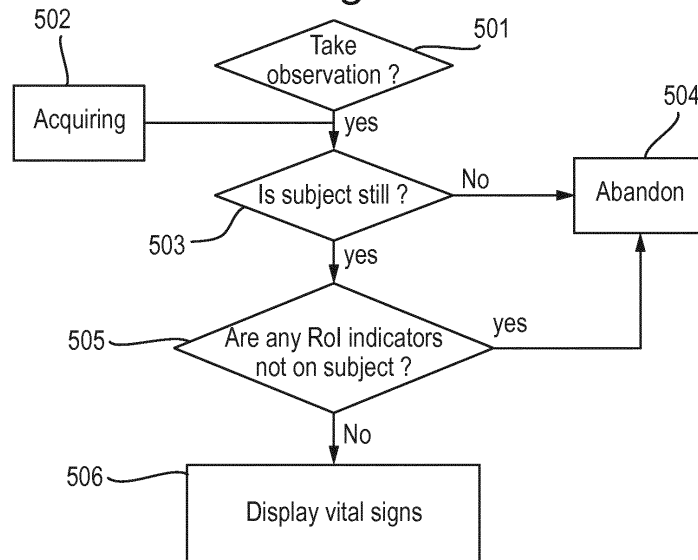 502
501
Take
observation ?
504
Acquiring
yes
Is subject still ?
No
Abandon
503
yes
505
Are any RoI indicators
not on subject ?
yes
No
506
Display vital signs